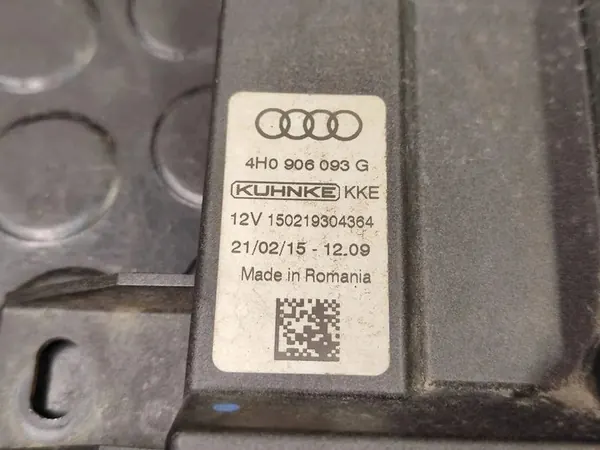 4H0 906 093 G
KUHNKE KKE
12V 150219304364
21/02/15 - 12.09
Made in Romania